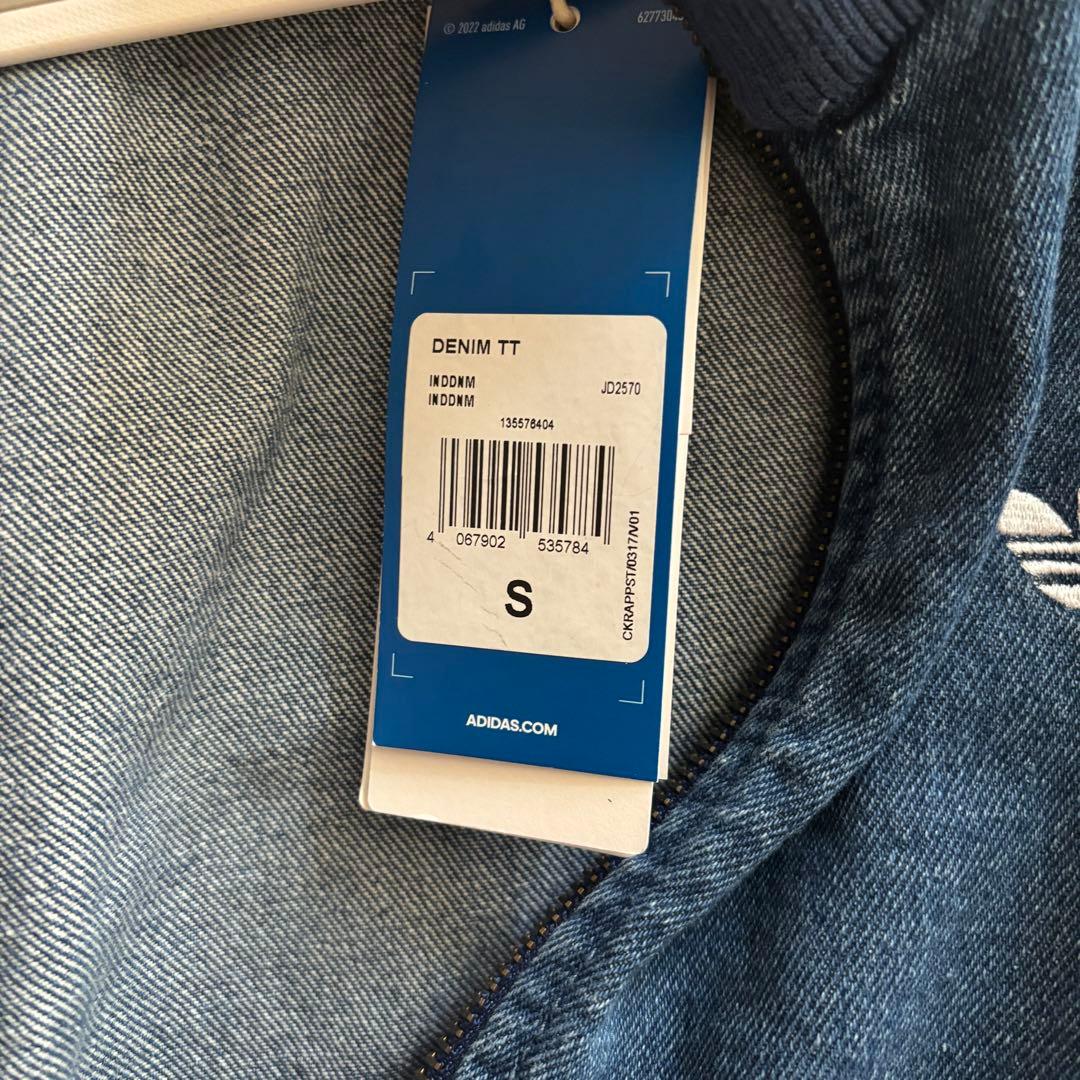 © 2022 adidas AG
DENIM TT
INDDNM
JD2570
INDDNM
135578404
4 067902 535784
S
CKRAPPST/0317/V01
ADIDAS.COM